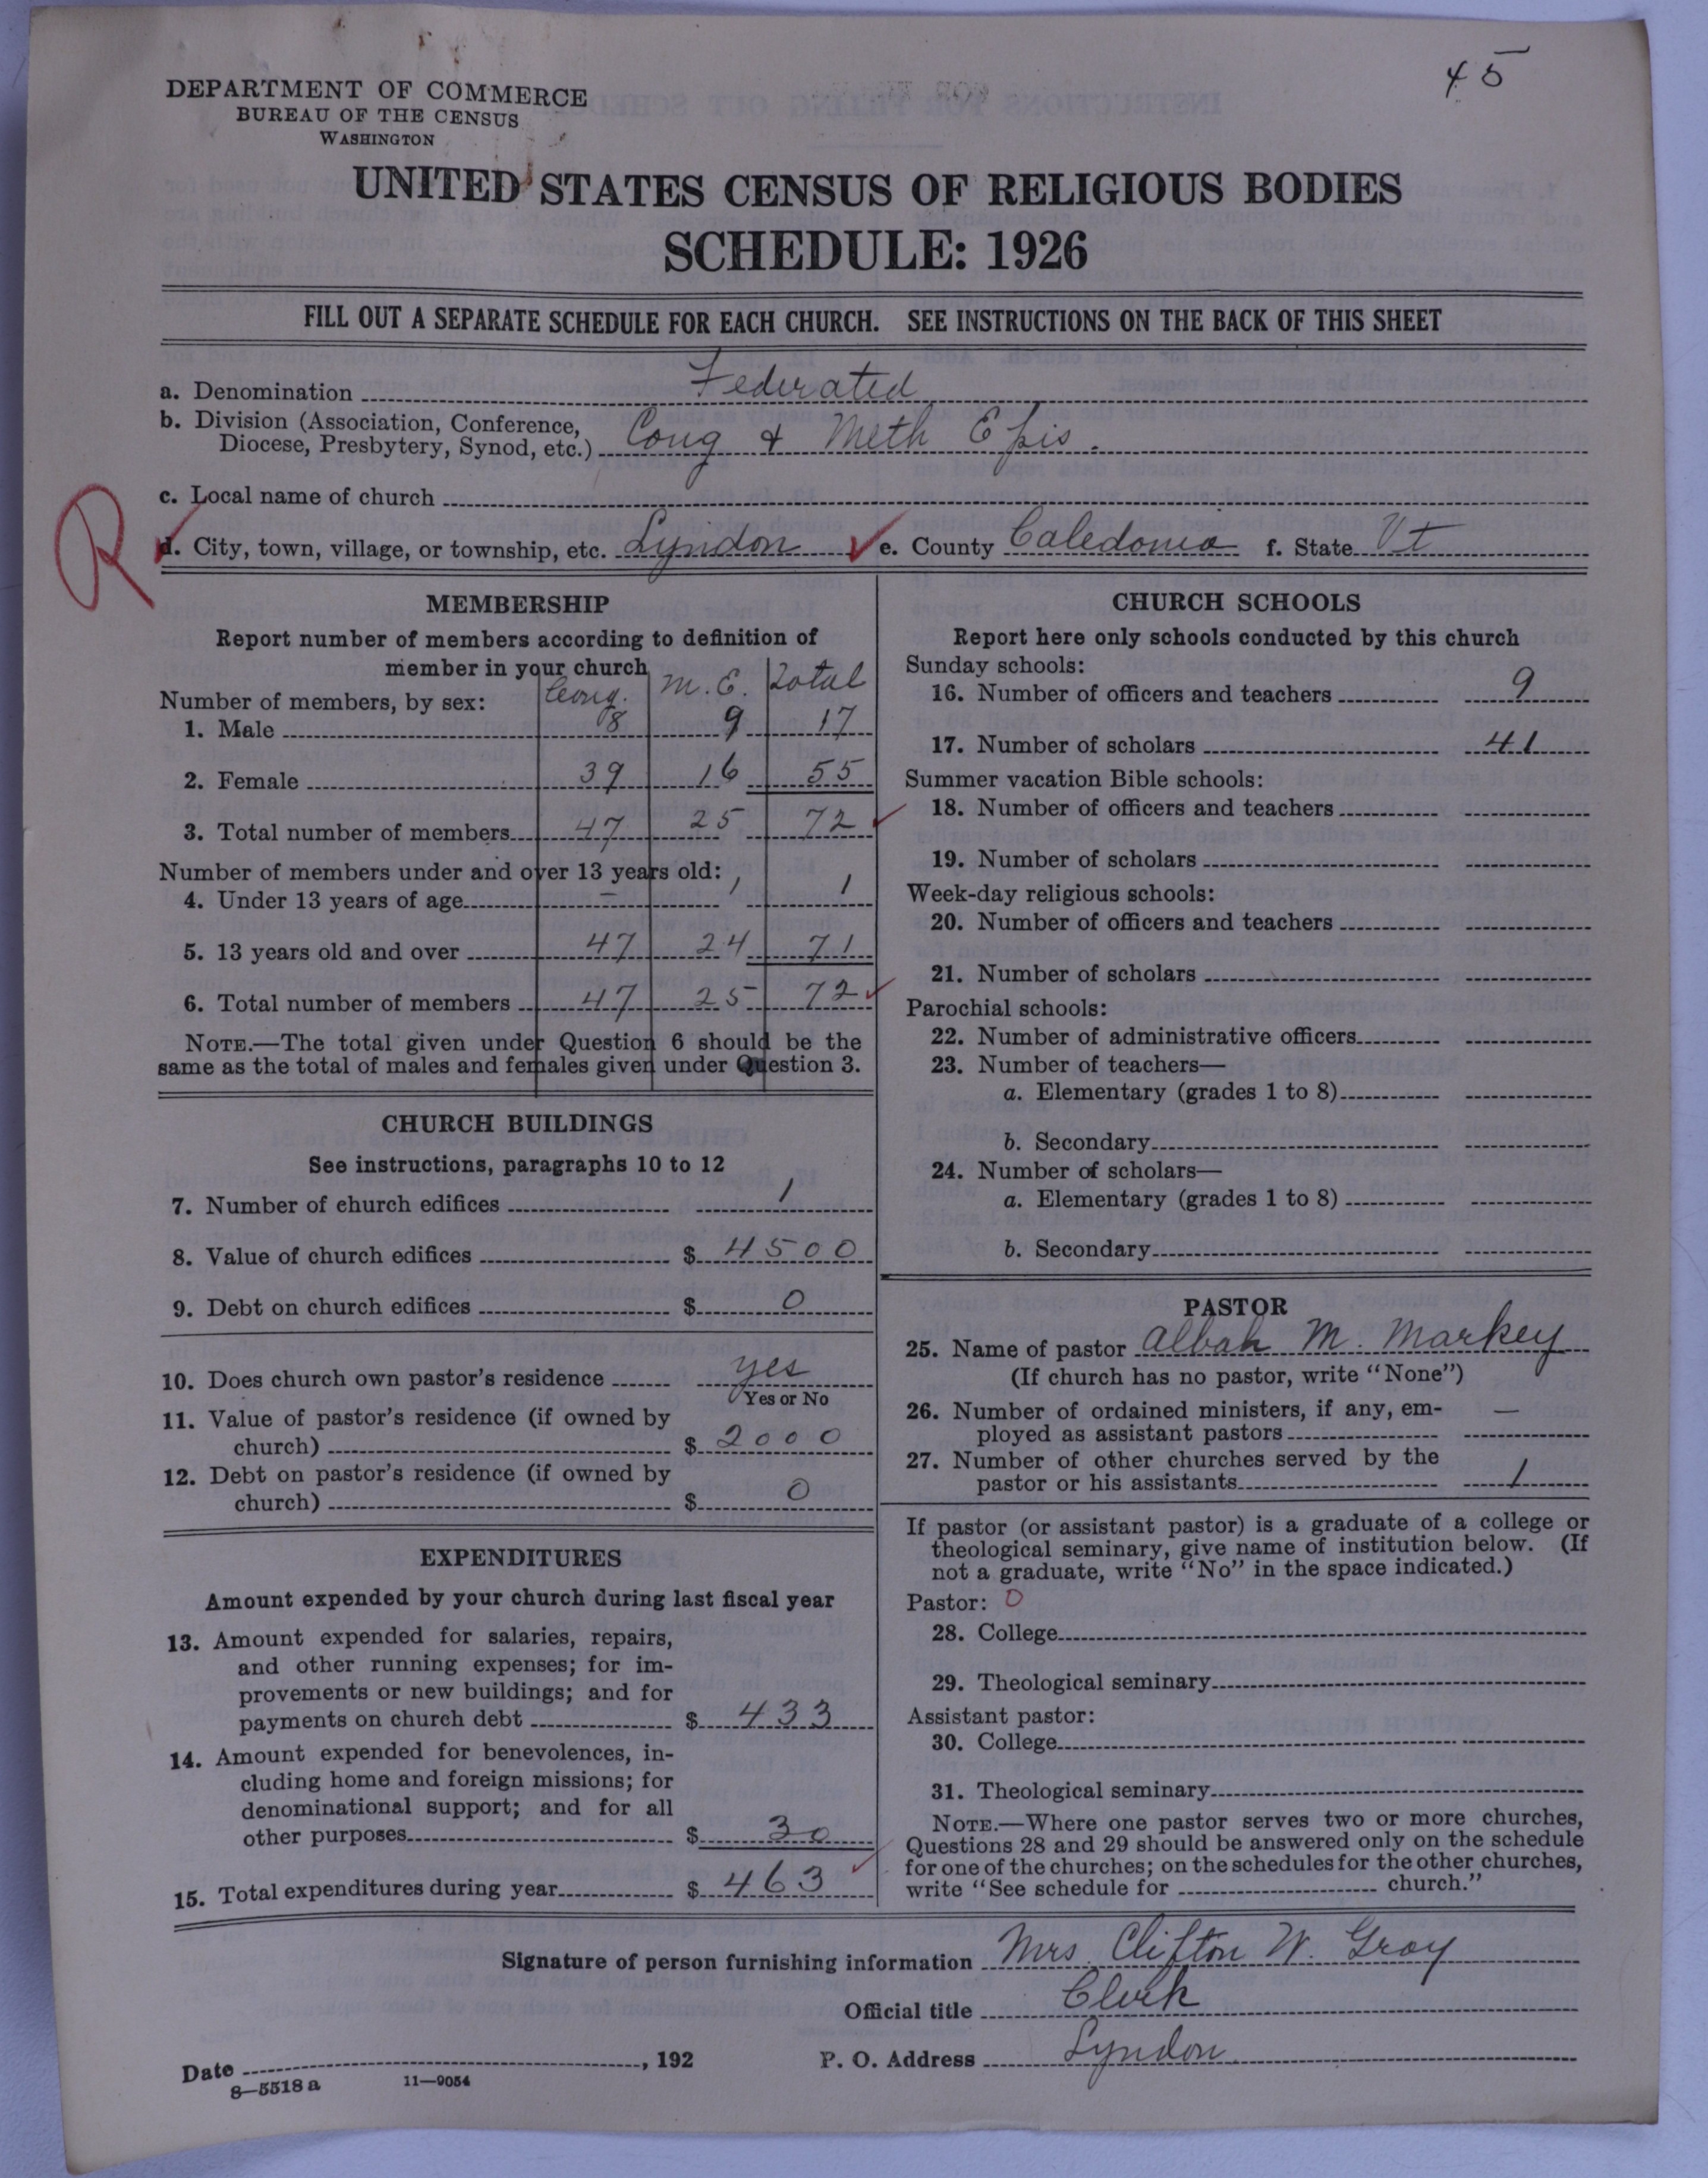 45
DEPARTMENT OF COMMERCE
BUREAU OF THE CENSUS
WASHINGTON
UNITED STATES CENSUS OF RELIGIOUS BODIES
SCHEDULE: 1926
FILL OUT A SEPARATE SCHEDULE FOR EACH CHURCH. SEE INSTRUCTIONS ON THE BACK OF THIS SHEET
a. Denomination Federated
b. Division (Association, Conference,
Diocese, Presbytery, Synod, etc.) Cong & Meth Epis.
c. Local name of church
R
d. City, town, village, or township, etc. Lyndon e. County Caledonia f. State Vt
MEMBERSHIP
Report number of members according to definition of
member in your church
Cong. M.E. Total
Number of members, by sex:
1. Male 8 9 17
2. Female 39 16 55
3. Total number of members 47 25 72
Number of members under and over 13 years old:
4. Under 13 years of age — 1 1
5. 13 years old and over 47 24 71
6. Total number of members 47 25 72
NOTE.—The total given under Question 6 should be the
same as the total of males and females given under Question 3.
CHURCH BUILDINGS
See instructions, paragraphs 10 to 12
7. Number of church edifices 1
8. Value of church edifices $ 4500
9. Debt on church edifices $ 0
10. Does church own pastor's residence yes
Yes or No
11. Value of pastor's residence (if owned by
church) $ 2000
12. Debt on pastor's residence (if owned by
church) $ 0
EXPENDITURES
Amount expended by your church during last fiscal year
13. Amount expended for salaries, repairs,
and other running expenses; for im-
provements or new buildings; and for
payments on church debt $ 433
14. Amount expended for benevolences, in-
cluding home and foreign missions; for
denominational support; and for all
other purposes $ 30
15. Total expenditures during year $ 463
CHURCH SCHOOLS
Report here only schools conducted by this church
Sunday schools:
16. Number of officers and teachers 9
17. Number of scholars 41
Summer vacation Bible schools:
18. Number of officers and teachers
19. Number of scholars
Week-day religious schools:
20. Number of officers and teachers
21. Number of scholars
Parochial schools:
22. Number of administrative officers
23. Number of teachers—
a. Elementary (grades 1 to 8)
b. Secondary
24. Number of scholars—
a. Elementary (grades 1 to 8)
b. Secondary
PASTOR
25. Name of pastor Albah M. Markey
(If church has no pastor, write "None")
26. Number of ordained ministers, if any, em-
ployed as assistant pastors —
27. Number of other churches served by the
pastor or his assistants 1
If pastor (or assistant pastor) is a graduate of a college or
theological seminary, give name of institution below. (If
not a graduate, write "No" in the space indicated.)
Pastor: 0
28. College
29. Theological seminary
Assistant pastor:
30. College
31. Theological seminary
NOTE.—Where one pastor serves two or more churches,
Questions 28 and 29 should be answered only on the schedule
for one of the churches; on the schedules for the other churches,
write "See schedule for church."
Signature of person furnishing information Mrs. Clifton W. Gray
Official title Clerk
Date , 192 P. O. Address Lyndon
8—5518 a 11—9054